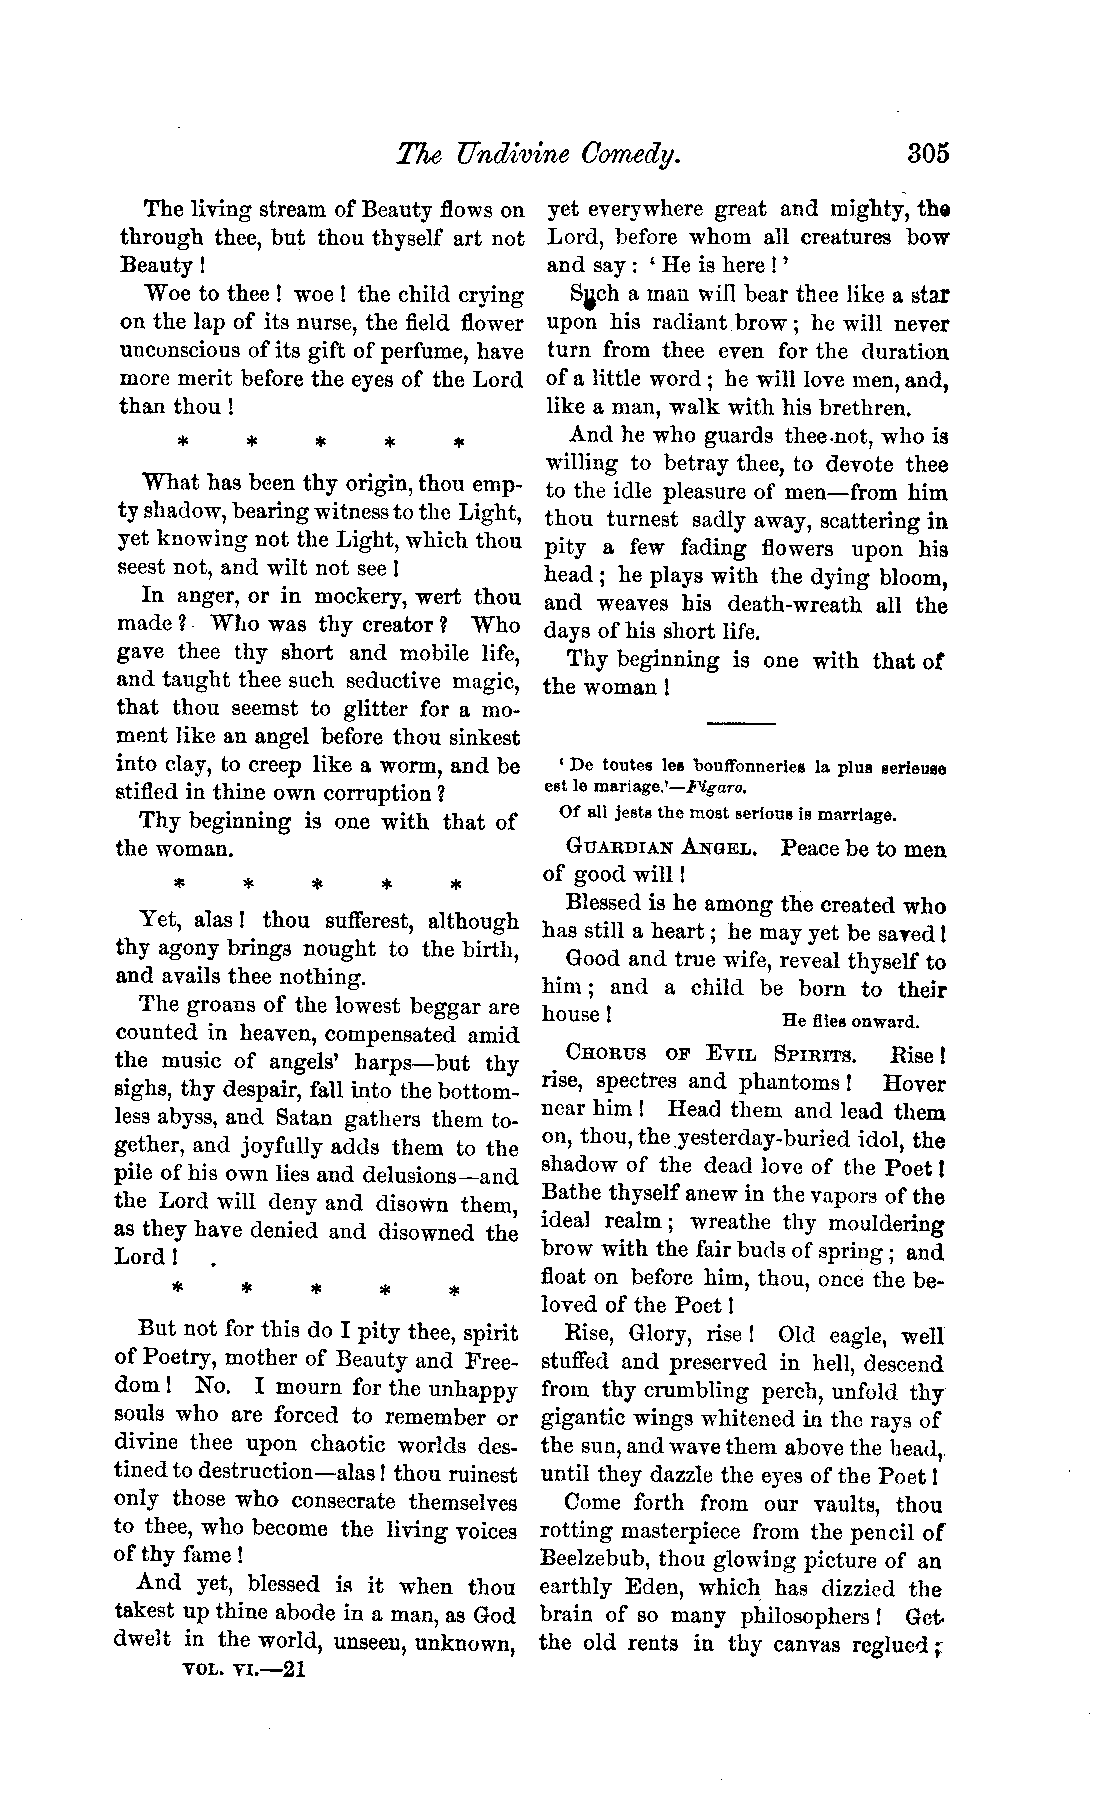 The Undivine Comedy. 305
The living stream of Beauty flows on
through thee, but thou thyself art not
Beauty!
Woe to thee! woe! the child crying
on the lap of its nurse, the field flower
unconscious of its gift of perfume, have
more merit before the eyes of the Lord
than thou!
* * * * *
What has been thy origin, thou emp-
ty shadow, bearing witness to the Light,
yet knowing not the Light, which thou
seest not, and wilt not see!
In anger, or in mockery, wert thou
made? Who was thy creator? Who
gave thee thy short and mobile life,
and taught thee such seductive magic,
that thou seemst to glitter for a mo-
ment like an angel before thou sinkest
into clay, to creep like a worm, and be
stifled in thine own corruption?
Thy beginning is one with that of
the woman.
* * * * *
Yet, alas! thou sufferest, although
thy agony brings nought to the birth,
and avails thee nothing.
The groans of the lowest beggar are
counted in heaven, compensated amid
the music of angels' harps—but thy
sighs, thy despair, fall into the bottom-
less abyss, and Satan gathers them to-
gether, and joyfully adds them to the
pile of his own lies and delusions—and
the Lord will deny and disown them,
as they have denied and disowned the
Lord!
* * * * *
But not for this do I pity thee, spirit
of Poetry, mother of Beauty and Free-
dom! No. I mourn for the unhappy
souls who are forced to remember or
divine thee upon chaotic worlds des-
tined to destruction—alas! thou ruinest
only those who consecrate themselves
to thee, who become the living voices
of thy fame!
And yet, blessed is it when thou
takest up thine abode in a man, as God
dwelt in the world, unseen, unknown,
VOL. VI.—21
yet everywhere great and mighty, the
Lord, before whom all creatures bow
and say: 'He is here!'
Such a man will bear thee like a star
upon his radiant brow; he will never
turn from thee even for the duration
of a little word; he will love men, and,
like a man, walk with his brethren.
And he who guards thee not, who is
willing to betray thee, to devote thee
to the idle pleasure of men—from him
thou turnest sadly away, scattering in
pity a few fading flowers upon his
head; he plays with the dying bloom,
and weaves his death-wreath all the
days of his short life.
Thy beginning is one with that of
the woman!
'De toutes les bouffonneries la plus serieuse
est le mariage.'—Figaro.
Of all jests the most serious is marriage.
GUARDIAN ANGEL. Peace be to men
of good will!
Blessed is he among the created who
has still a heart; he may yet be saved!
Good and true wife, reveal thyself to
him; and a child be born to their
house! He flies onward.
CHORUS OF EVIL SPIRITS. Rise!
rise, spectres and phantoms! Hover
near him! Head them and lead them
on, thou, the yesterday-buried idol, the
shadow of the dead love of the Poet!
Bathe thyself anew in the vapors of the
ideal realm; wreathe thy mouldering
brow with the fair buds of spring; and
float on before him, thou, once the be-
loved of the Poet!
Rise, Glory, rise! Old eagle, well
stuffed and preserved in hell, descend
from thy crumbling perch, unfold thy
gigantic wings whitened in the rays of
the sun, and wave them above the head,
until they dazzle the eyes of the Poet!
Come forth from our vaults, thou
rotting masterpiece from the pencil of
Beelzebub, thou glowing picture of an
earthly Eden, which has dizzied the
brain of so many philosophers! Get
the old rents in thy canvas reglued;